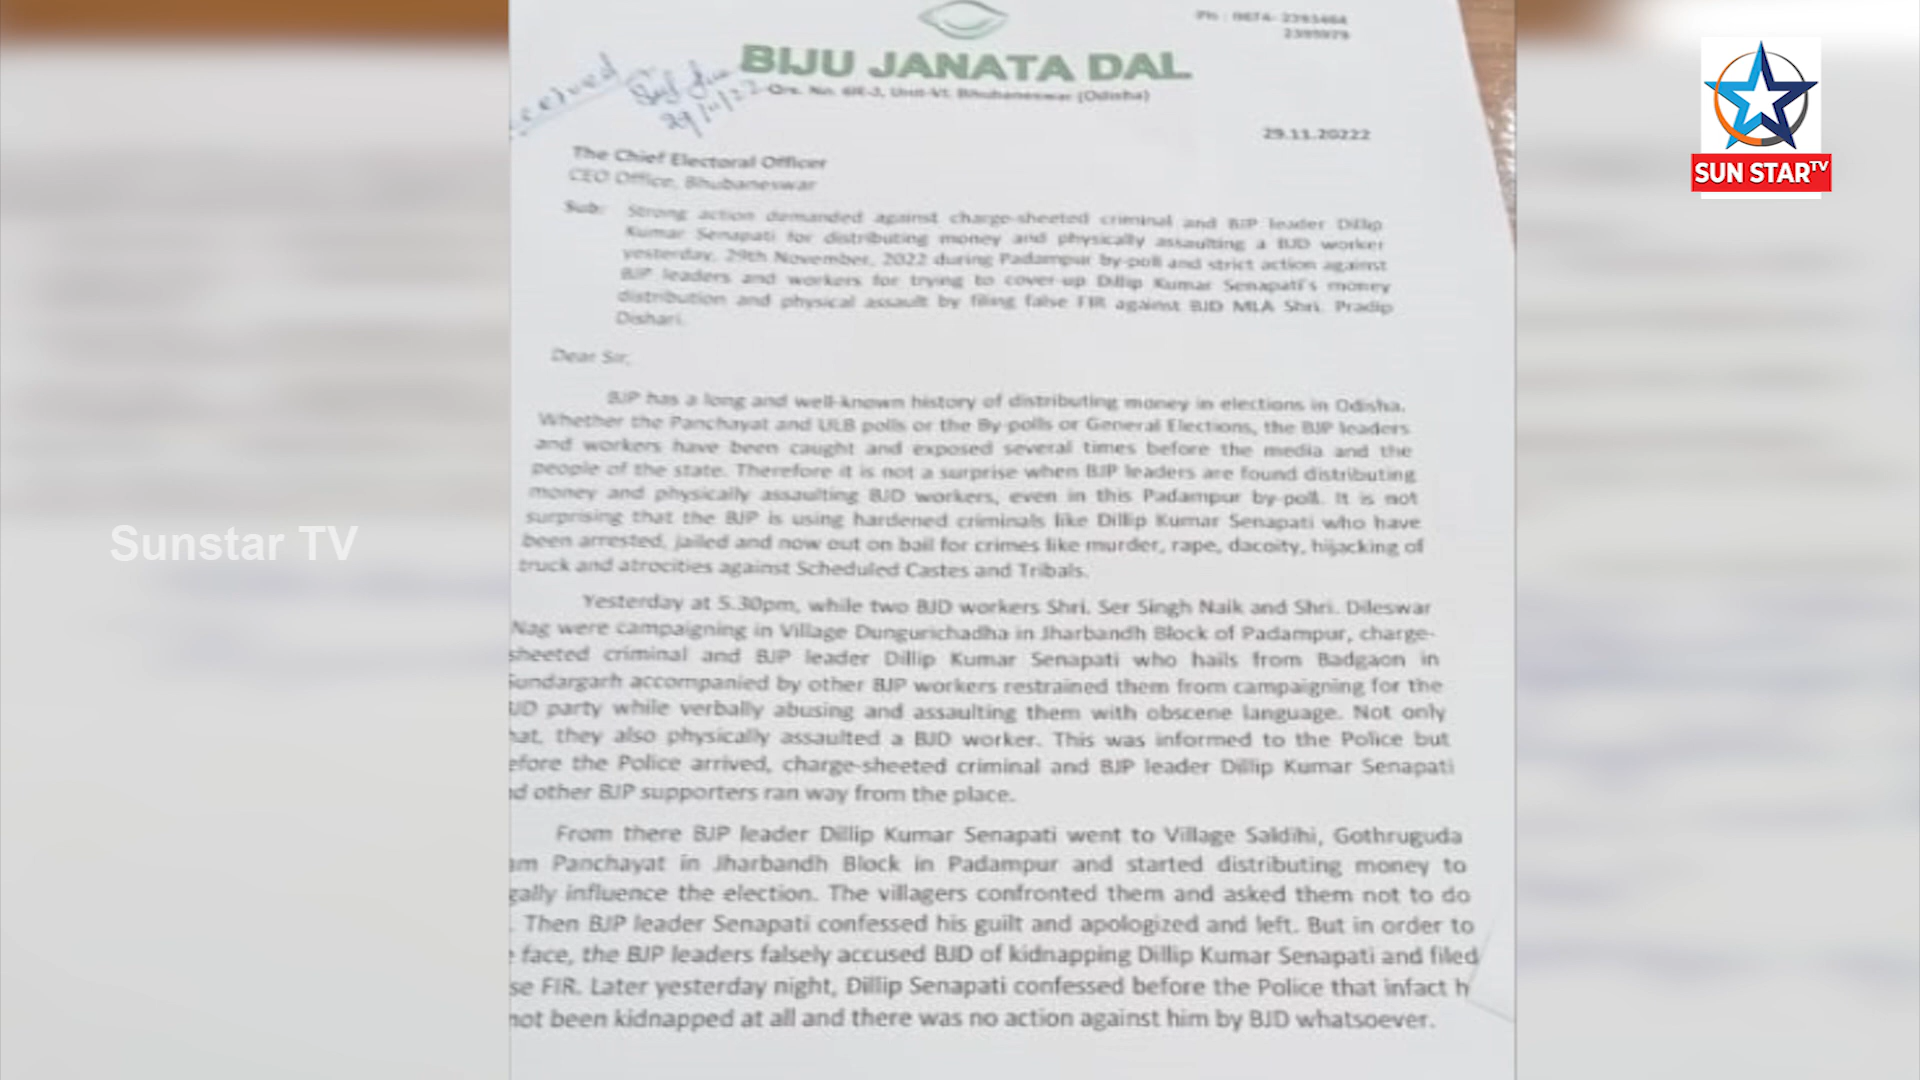 Ph : 0674- 2393464
2395979
BIJU JANATA DAL
Qrs. No. 6R-3, Unit-VI, Bhubaneswar (Odisha)
29/11/22
29.11.20222
The Chief Electoral Officer
CEO Office, Bhubaneswar
Sub: Strong action demanded against charge-sheeted criminal and BJP leader Dillip
Kumar Senapati for distributing money and physically assaulting a BJD worker
yesterday, 29th November, 2022 during Padampur by-poll and strict action against
BJP leaders and workers for trying to cover-up Dillip Kumar Senapati's money
distribution and physical assault by filing false FIR against BJD MLA Shri. Pradip
Dishari.
Dear Sir,
BJP has a long and well-known history of distributing money in elections in Odisha.
Whether the Panchayat and ULB polls or the By-polls or General Elections, the BJP leaders
and workers have been caught and exposed several times before the media and the
people of the state. Therefore it is not a surprise when BJP leaders are found distributing
money and physically assaulting BJD workers, even in this Padampur by-poll. It is not
surprising that the BJP is using hardened criminals like Dillip Kumar Senapati who have
been arrested, jailed and now out on bail for crimes like murder, rape, dacoity, hijacking of
truck and atrocities against Scheduled Castes and Tribals.
Yesterday at 5.30pm, while two BJD workers Shri. Ser Singh Naik and Shri. Dileswar
Nag were campaigning in Village Dungurichadha in Jharbandh Block of Padampur, charge-
sheeted criminal and BJP leader Dillip Kumar Senapati who hails from Badgaon in
Sundargarh accompanied by other BJP workers restrained them from campaigning for the
JD party while verbally abusing and assaulting them with obscene language. Not only
hat, they also physically assaulted a BJD worker. This was informed to the Police but
efore the Police arrived, charge-sheeted criminal and BJP leader Dillip Kumar Senapati
d other BJP supporters ran way from the place.
From there BJP leader Dillip Kumar Senapati went to Village Saldihi, Gothruguda
am Panchayat in Jharbandh Block in Padampur and started distributing money to
gally influence the election. The villagers confronted them and asked them not to do
. Then BJP leader Senapati confessed his guilt and apologized and left. But in order to
e face, the BJP leaders falsely accused BJD of kidnapping Dillip Kumar Senapati and filed
se FIR. Later yesterday night, Dillip Senapati confessed before the Police that infact h
not been kidnapped at all and there was no action against him by BJD whatsoever.
SUN STAR TV
Sunstar TV